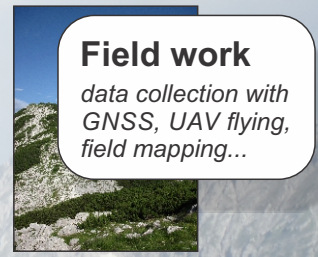 Field work
data collection with
GNSS, UAV flying,
field mapping...